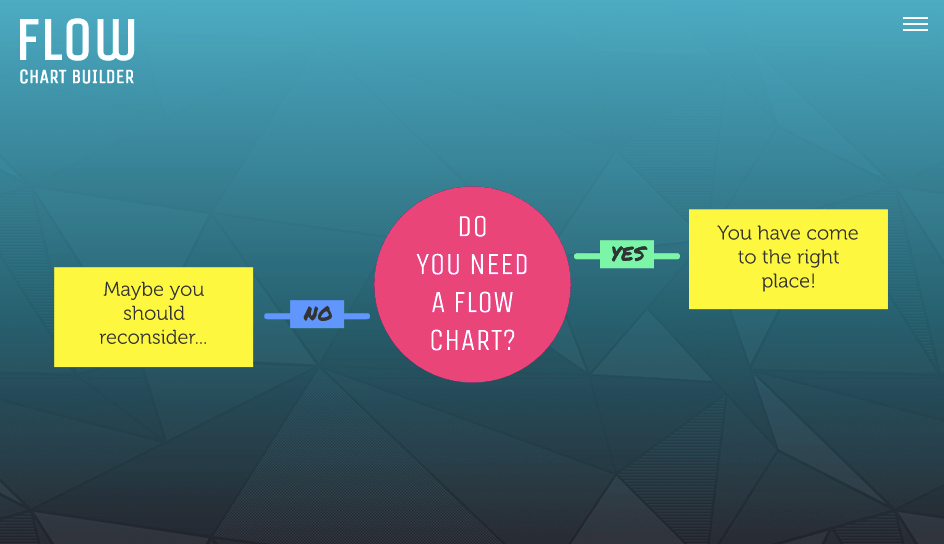 FLOW
CHART BUILDER
DO
YOU NEED
A FLOW
CHART?
YES
You have come
to the right
place!
NO
Maybe you
should
reconsider...